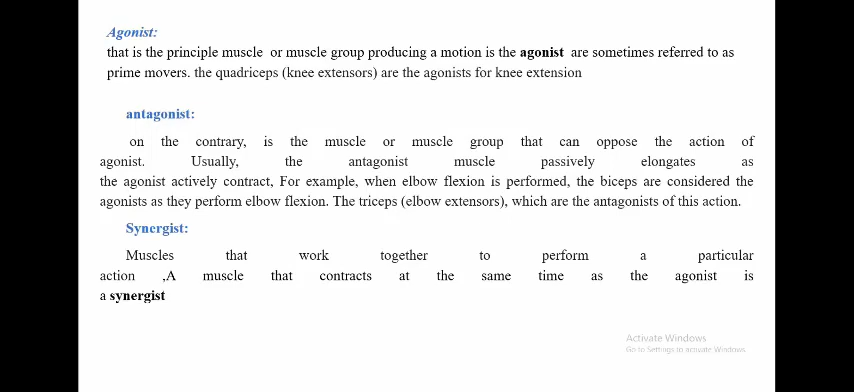 Agonist:
that is the principle muscle or muscle group producing a motion is the agonist are sometimes referred to as
prime movers. the quadriceps (knee extensors) are the agonists for knee extension
antagonist:
on the contrary, is the muscle or muscle group that can oppose the action of
agonist. Usually, the antagonist muscle passively elongates as
the agonist actively contract, For example, when elbow flexion is performed, the biceps are considered the
agonists as they perform elbow flexion. The triceps (elbow extensors), which are the antagonists of this action.
Synergist:
Muscles that work together to perform a particular
action ,A muscle that contracts at the same time as the agonist is
a synergist
Activate Windows
Go to Settings to activate Windows.